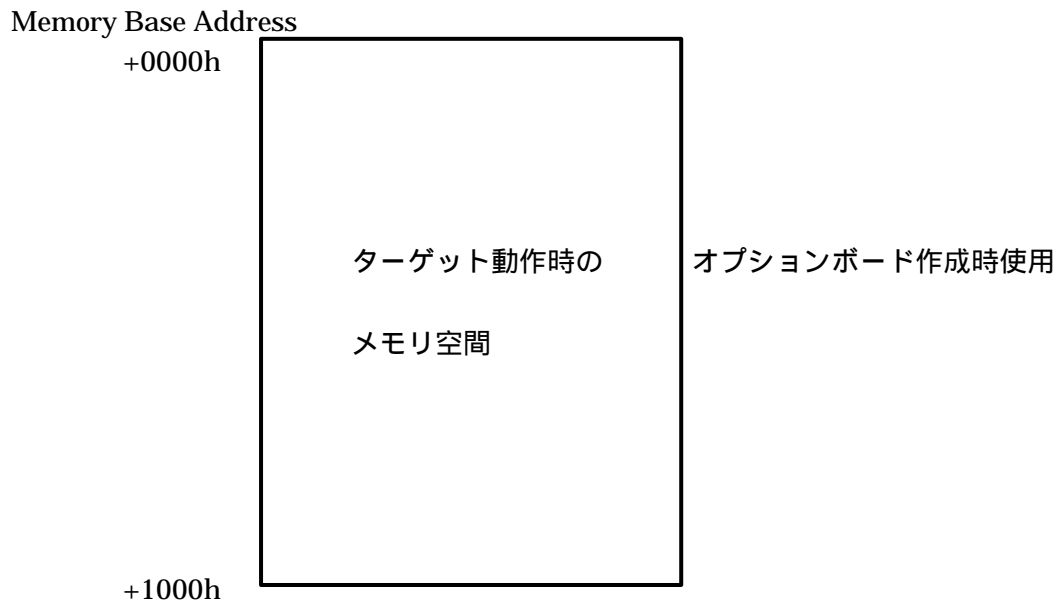 Memory Base Address
+0000h
ターゲット動作時の
オプションボード作成時使用
メモリ空間
+1000h